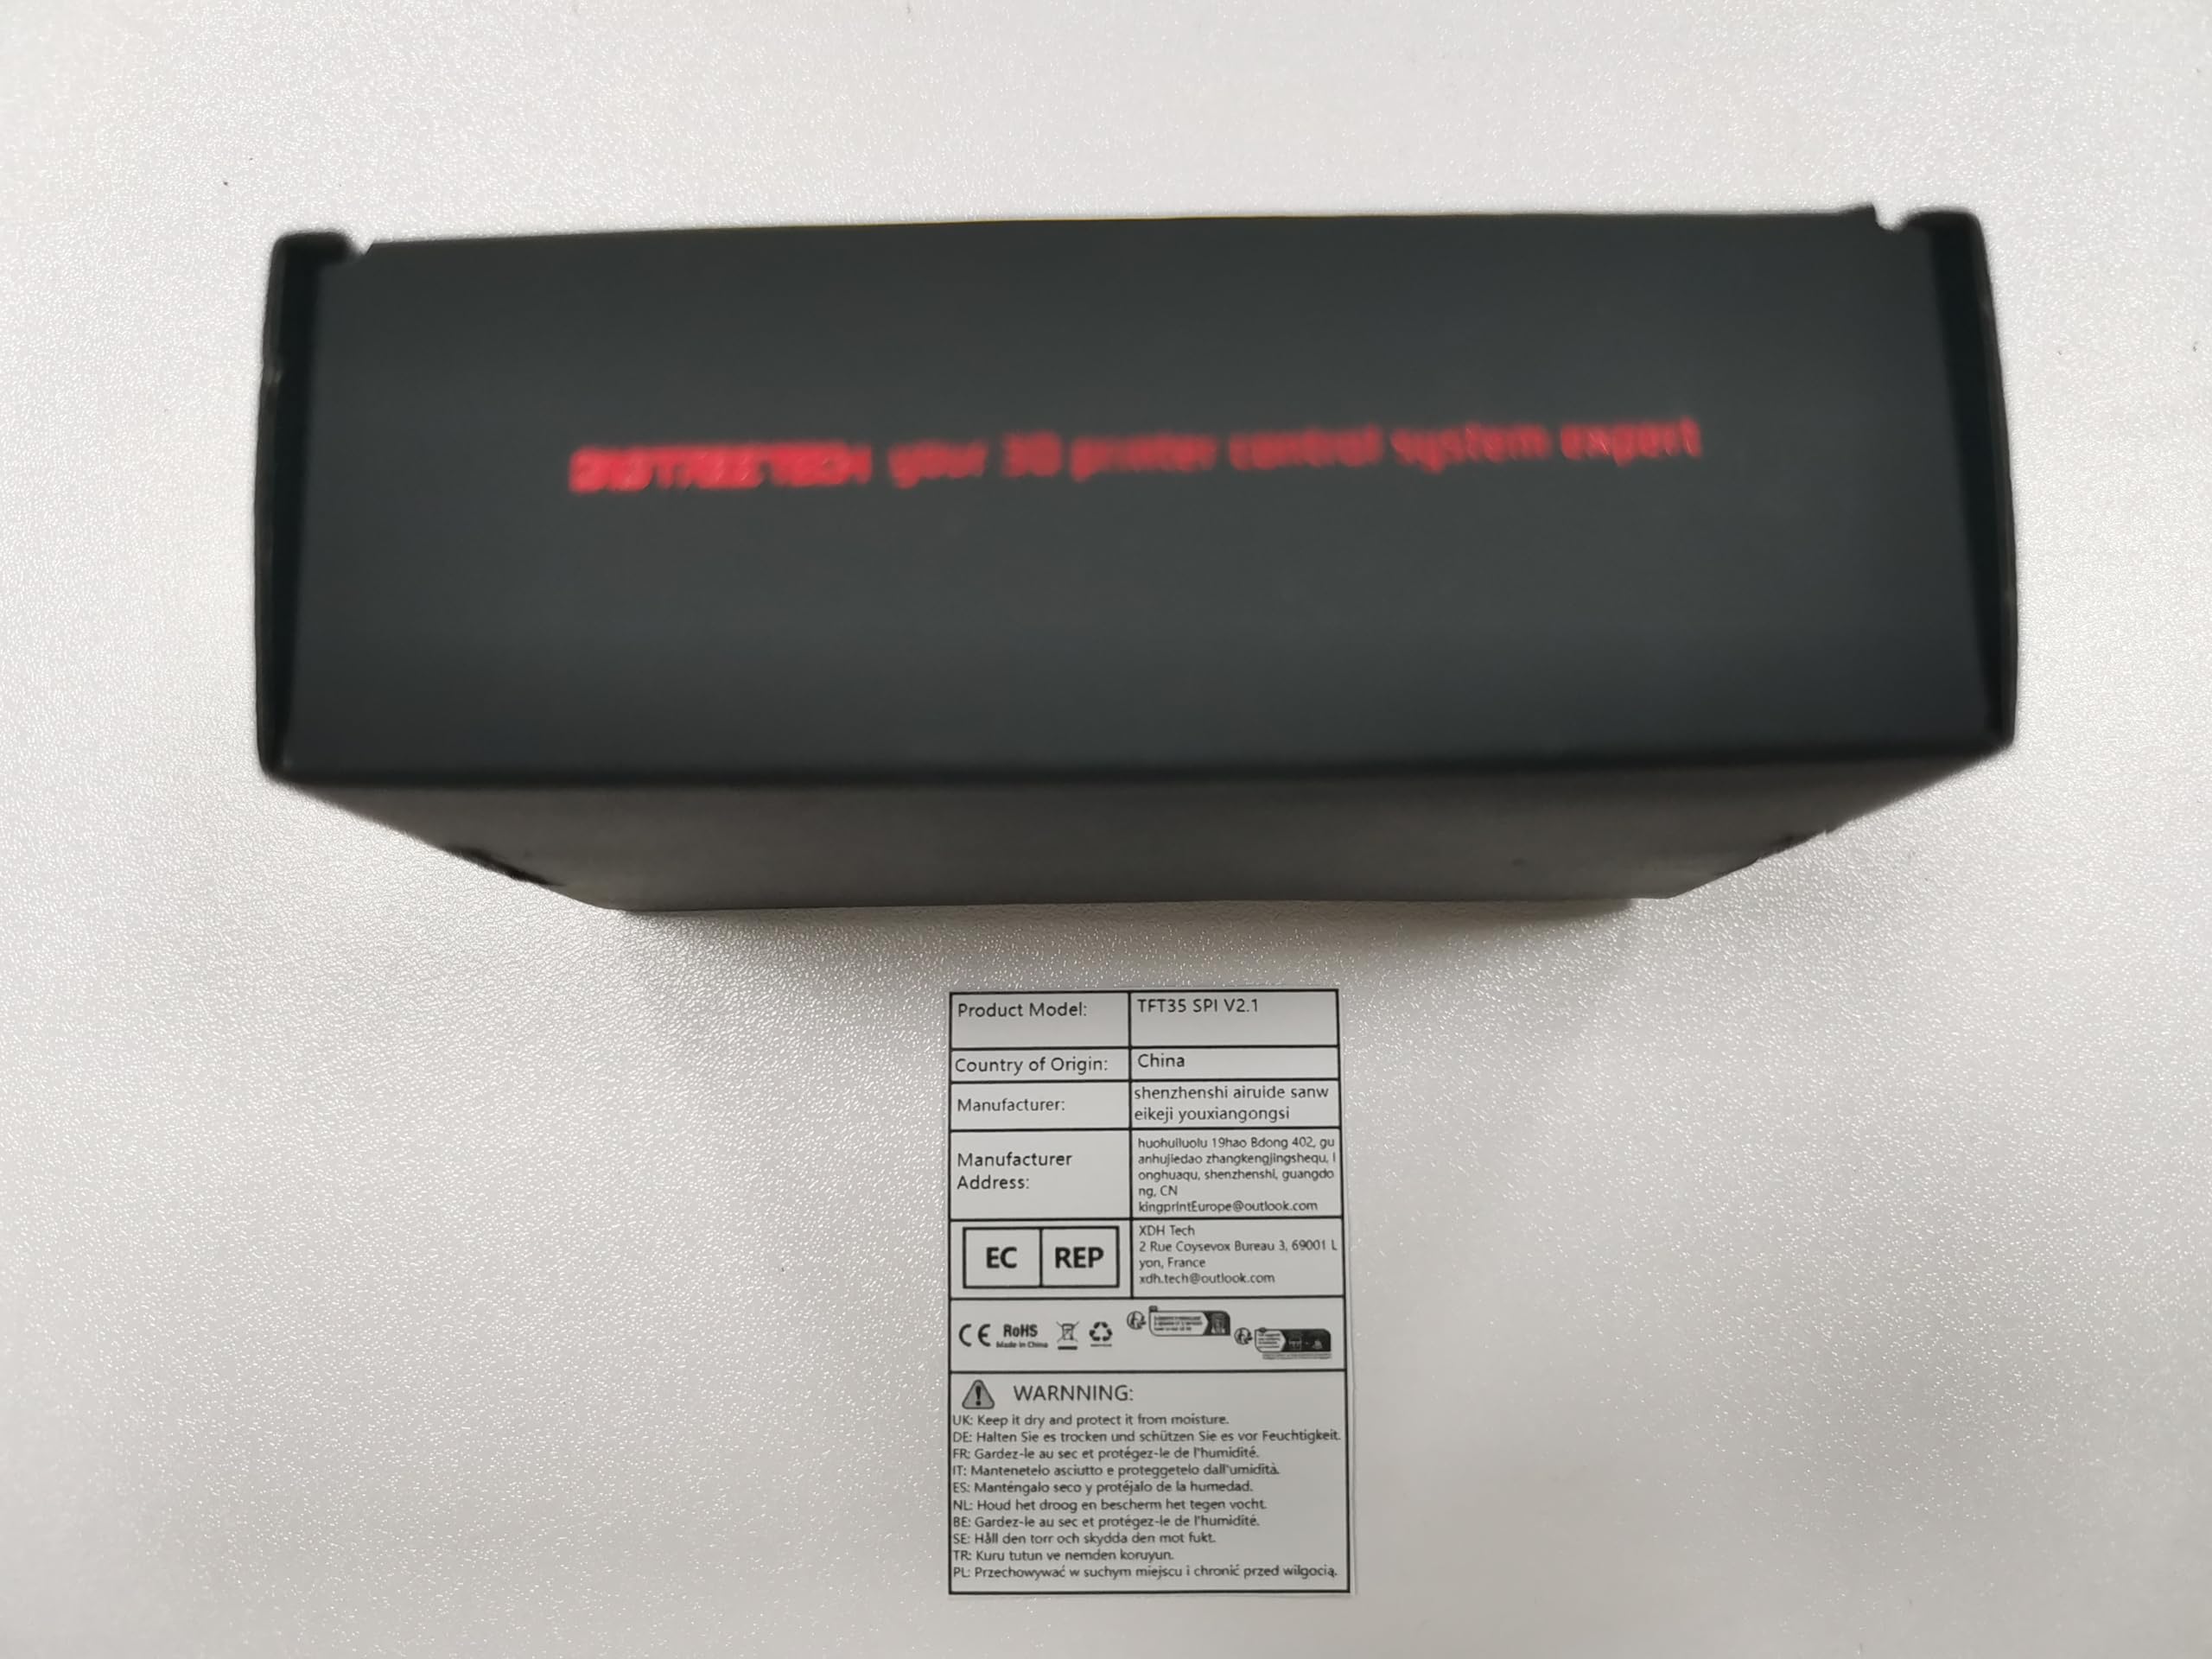 BIGTREETECH your 3D printer control system expert
Product Model: TFT35 SPI V2.1
Country of Origin: China
Manufacturer:
shenzhenshi airuide sanw
eikeji youxiangongsi
Manufacturer
Address:
huohuiluolu 19hao Bdong 402, gu
anhujiedao zhangkengjingshequ, l
onghuaqu, shenzhenshi, guangdo
ng, CN
kingprintEurope@outlook.com
EC REP
XDH Tech
2 Rue Coysevox Bureau 3, 69001 L
yon, France
xdh.tech@outlook.com
CE RoHS
Made in China
WARNNING:
UK: Keep it dry and protect it from moisture.
DE: Halten Sie es trocken und schützen Sie es vor Feuchtigkeit.
FR: Gardez-le au sec et protégez-le de l'humidité.
IT: Mantenetelo asciutto e proteggetelo dall'umidità.
ES: Manténgalo seco y protéjalo de la humedad.
NL: Houd het droog en bescherm het tegen vocht.
BE: Gardez-le au sec et protégez-le de l'humidité.
SE: Håll den torr och skydda den mot fukt.
TR: Kuru tutun ve nemden koruyun.
PL: Przechowywać w suchym miejscu i chronić przed wilgocią.